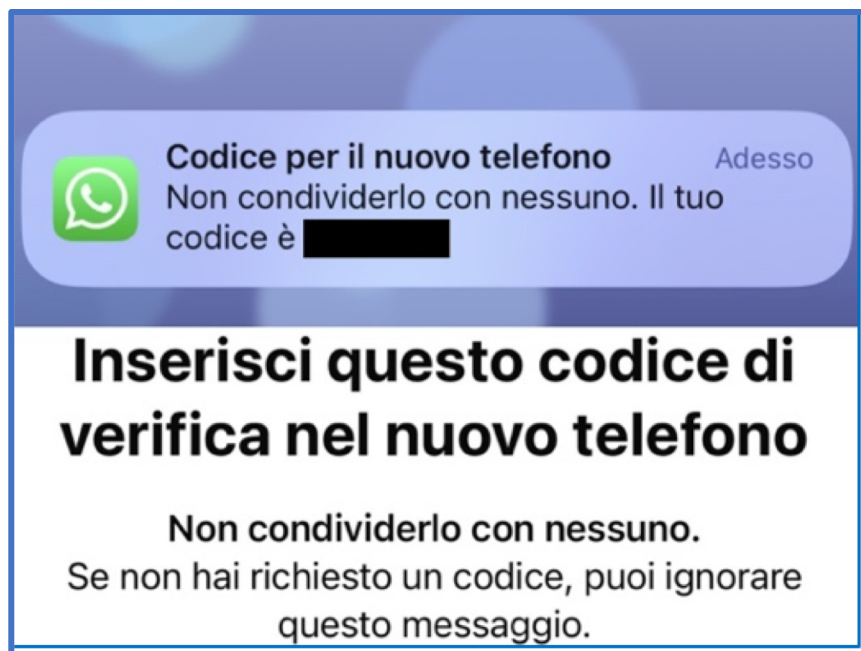 Codice per il nuovo telefono
Adesso
Non condividerlo con nessuno. Il tuo
codice è
Inserisci questo codice di
verifica nel nuovo telefono
Non condividerlo con nessuno.
Se non hai richiesto un codice, puoi ignorare
questo messaggio.